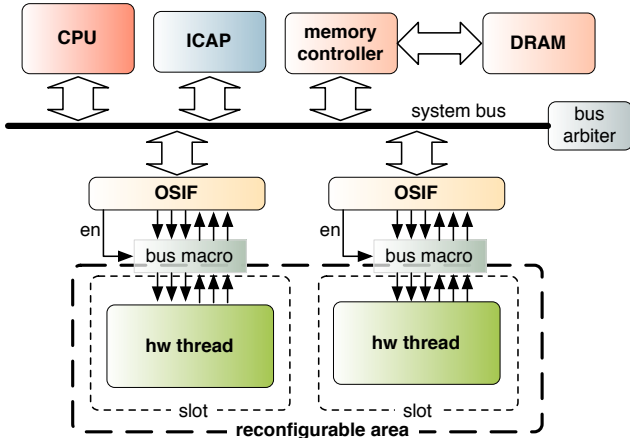 CPU
ICAP
memory
controller
DRAM
system bus
bus
arbiter
OSIF
OSIF
en
en
bus macro
bus macro
hw thread
hw thread
slot
slot
reconfigurable area